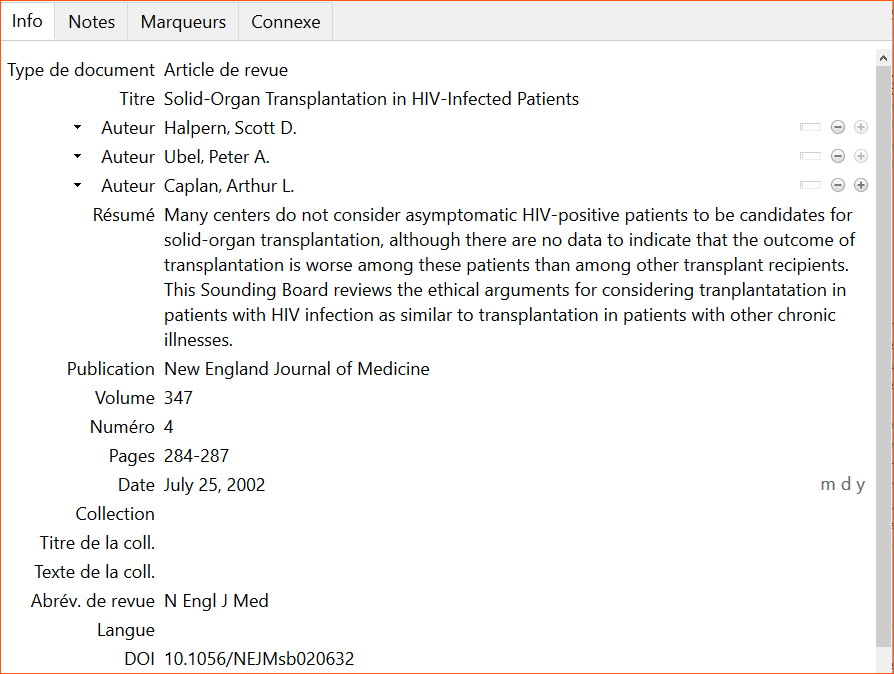 Info Notes Marqueurs Connexe
Type de document Article de revue
Titre Solid-Organ Transplantation in HIV-Infected Patients
Auteur Halpern, Scott D.
Auteur Ubel, Peter A.
Auteur Caplan, Arthur L.
Résumé Many centers do not consider asymptomatic HIV-positive patients to be candidates for
solid-organ transplantation, although there are no data to indicate that the outcome of
transplantation is worse among these patients than among other transplant recipients.
This Sounding Board reviews the ethical arguments for considering tranplantatation in
patients with HIV infection as similar to transplantation in patients with other chronic
illnesses.
Publication New England Journal of Medicine
Volume 347
Numéro 4
Pages 284-287
Date July 25, 2002 m d y
Collection
Titre de la coll.
Texte de la coll.
Abrév. de revue N Engl J Med
Langue
DOI 10.1056/NEJMsb020632